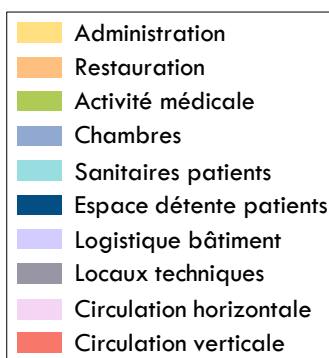 Administration
Restauration
Activité médicale
Chambres
Sanitaires patients
Espace détente patients
Logistique bâtiment
Locaux techniques
Circulation horizontale
Circulation verticale